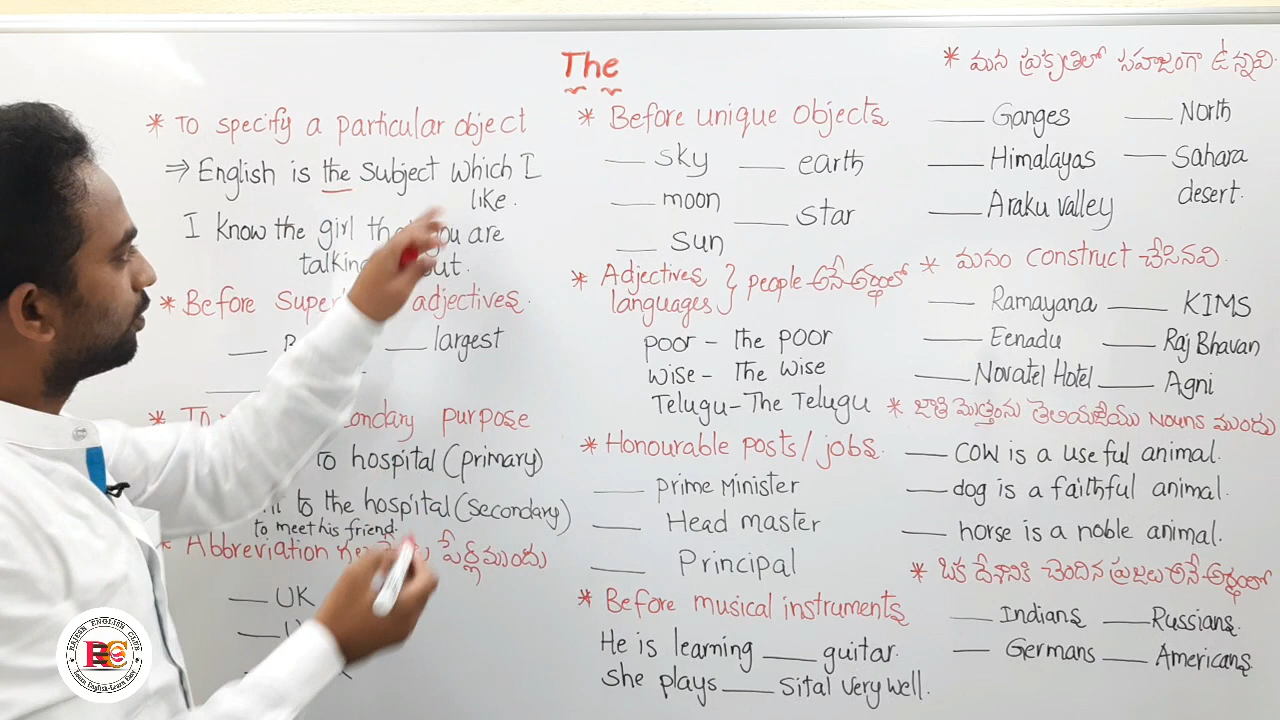 The
* To specify a particular object
⇒ English is the subject which I
like.
I know the girl you are
talking
* Before adjectives.
___ ___ largest
___
purpose
to hospital (primary)
to the hospital (secondary)
to meet his friend.
* Abbreviation పేర్లముందు
___ UK
* Before unique objects
___ sky ___ earth
___ moon
___ star
___ sun
* Adjectives } people అనే అర్థంలో
languages
poor - the poor
wise - The wise
Telugu - The Telugu
* Honourable posts/jobs.
___ prime Minister
___ Head master
___ Principal
* Before musical instruments
He is learning ___ guitar.
She plays ___ Sital very well.
* మన ప్రకృతిలో సహజంగా ఉన్నవి.
___ Ganges ___ North
___ Himalayas ___ Sahara
desert.
___ Araku valley
* మనం construct చేసినవి.
___ Ramayana ___ KIMS
___ Eenadu ___ Raj Bhavan
___ Novatel Hotel ___ Agni
* జాతి మొత్తంను తెలియజేయు Nouns ముందు
___ cow is a useful animal.
___ dog is a faithful animal.
___ horse is a noble animal.
* ఒక దేశానికి చెందిన ప్రజలు అనే అర్థంలో
___ Indians ___ Russians.
___ Germans ___ Americans.